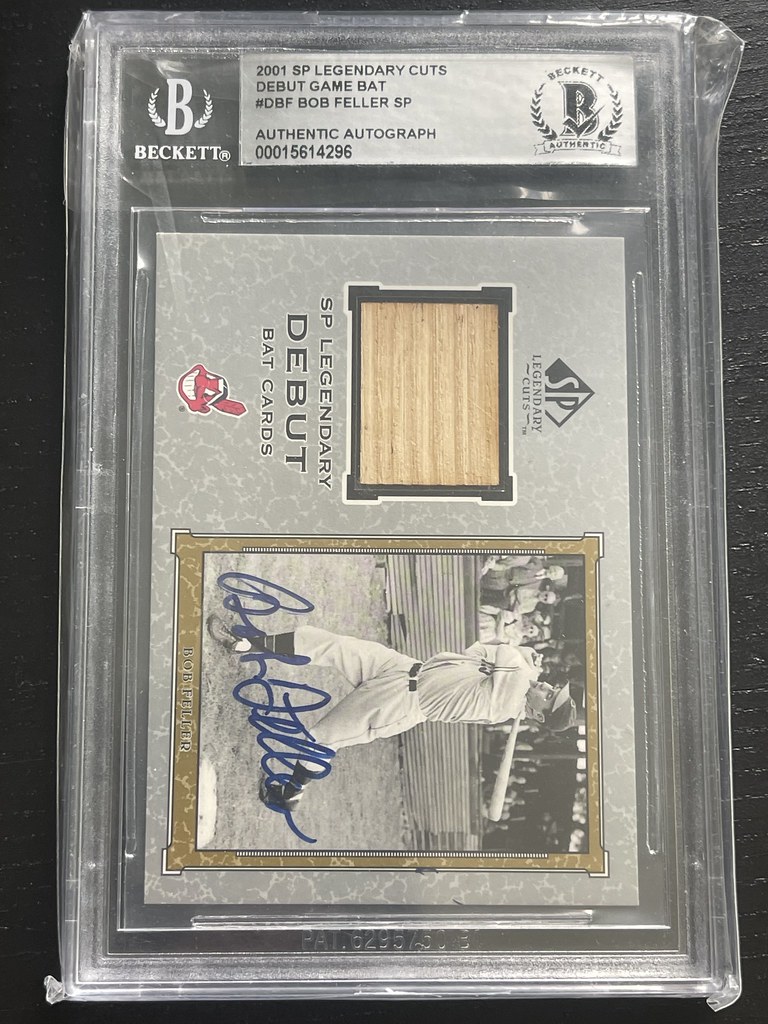 2001 SP LEGENDARY CUTS
DEBUT GAME BAT
#DBF BOB FELLER SP
AUTHENTIC AUTOGRAPH
00015614296
B
BECKETT®
BECKETT
B
AUTHENTIC
SP
LEGENDARY
~CUTS~™
SP LEGENDARY
DEBUT
BAT CARDS
Bob Feller
BOB FELLER